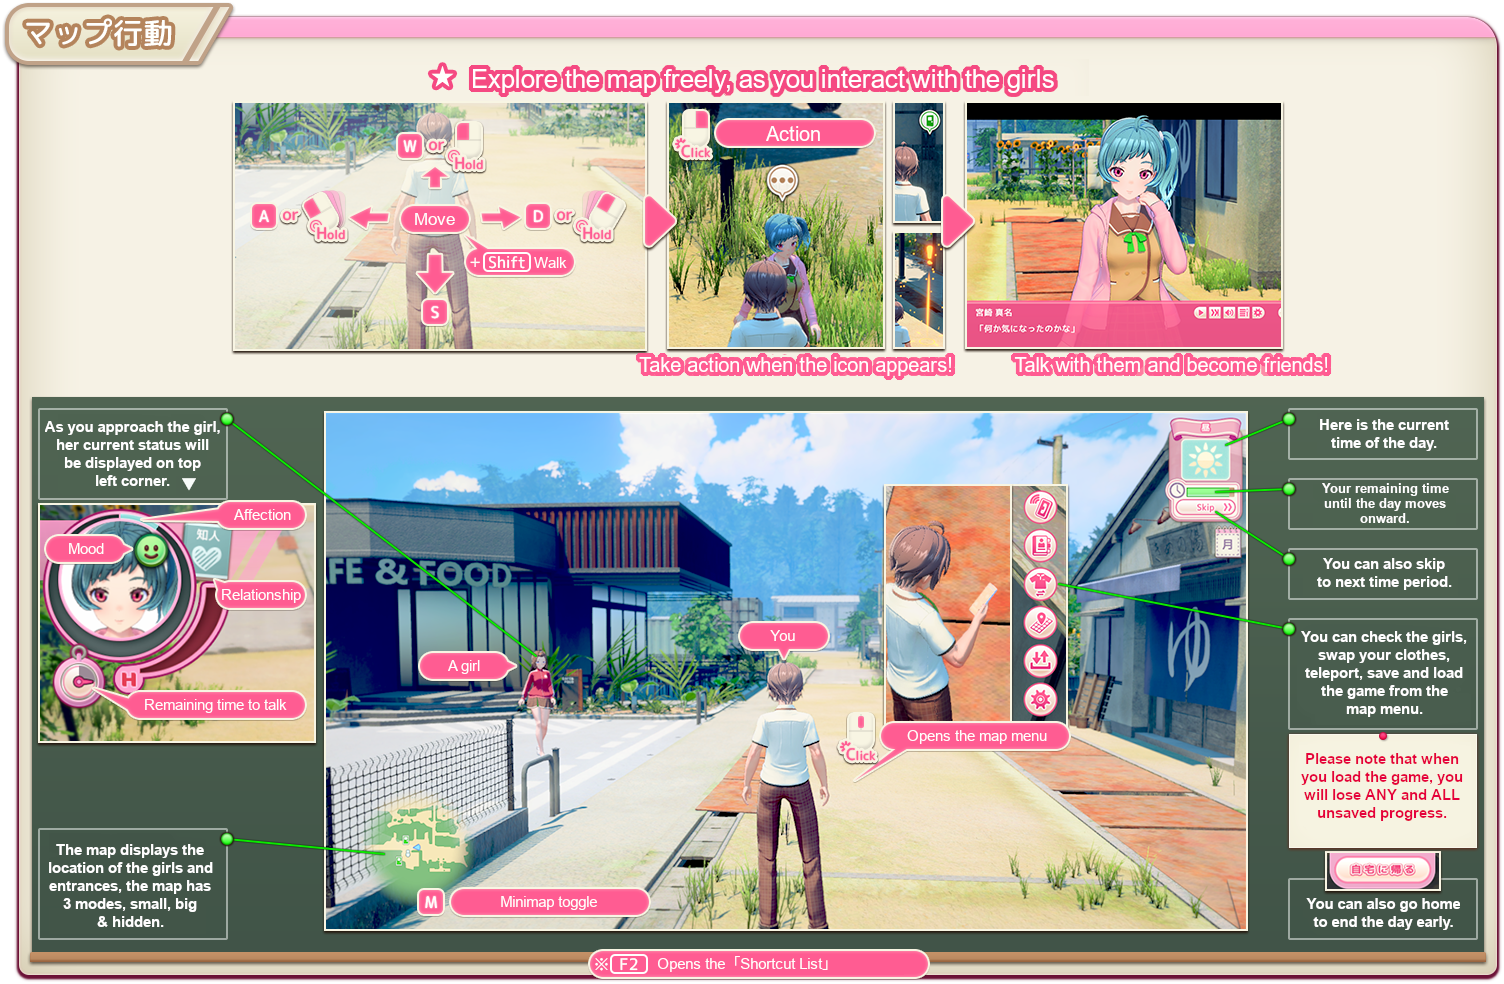 マップ行動
☆ Explore the map freely, as you interact with the girls
W or
Hold
A or
Hold
Move
D or
Hold
+ Shift Walk
S
Click
Action
宮崎 真名
「何か気になったのかな」
Take action when the icon appears!
Talk with them and become friends!
As you approach the girl,
her current status will
be displayed on top
left corner. ▼
Affection
Mood
知人
Relationship
H
Remaining time to talk
The map displays the
location of the girls and
entrances, the map has
3 modes, small, big
& hidden.
FE & FOOD
A girl
You
Click
Opens the map menu
M
Minimap toggle
昼
Skip
月
ゆ
Here is the current
time of the day.
Your remaining time
until the day moves
onward.
You can also skip
to next time period.
You can check the girls,
swap your clothes,
teleport, save and load
the game from the
map menu.
Please note that when
you load the game, you
will lose ANY and ALL
unsaved progress.
自宅に帰る
You can also go home
to end the day early.
※ F2 Opens the「Shortcut List」